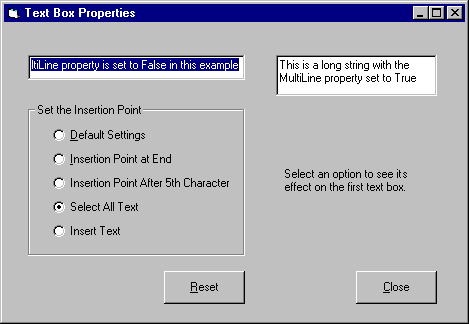 Text Box Properties
ltiLine property is set to False in this example
This is a long string with the
MultiLine property set to True
Set the Insertion Point
Default Settings
Insertion Point at End
Insertion Point After 5th Character
Select All Text
Insert Text
Select an option to see its
effect on the first text box.
Reset
Close